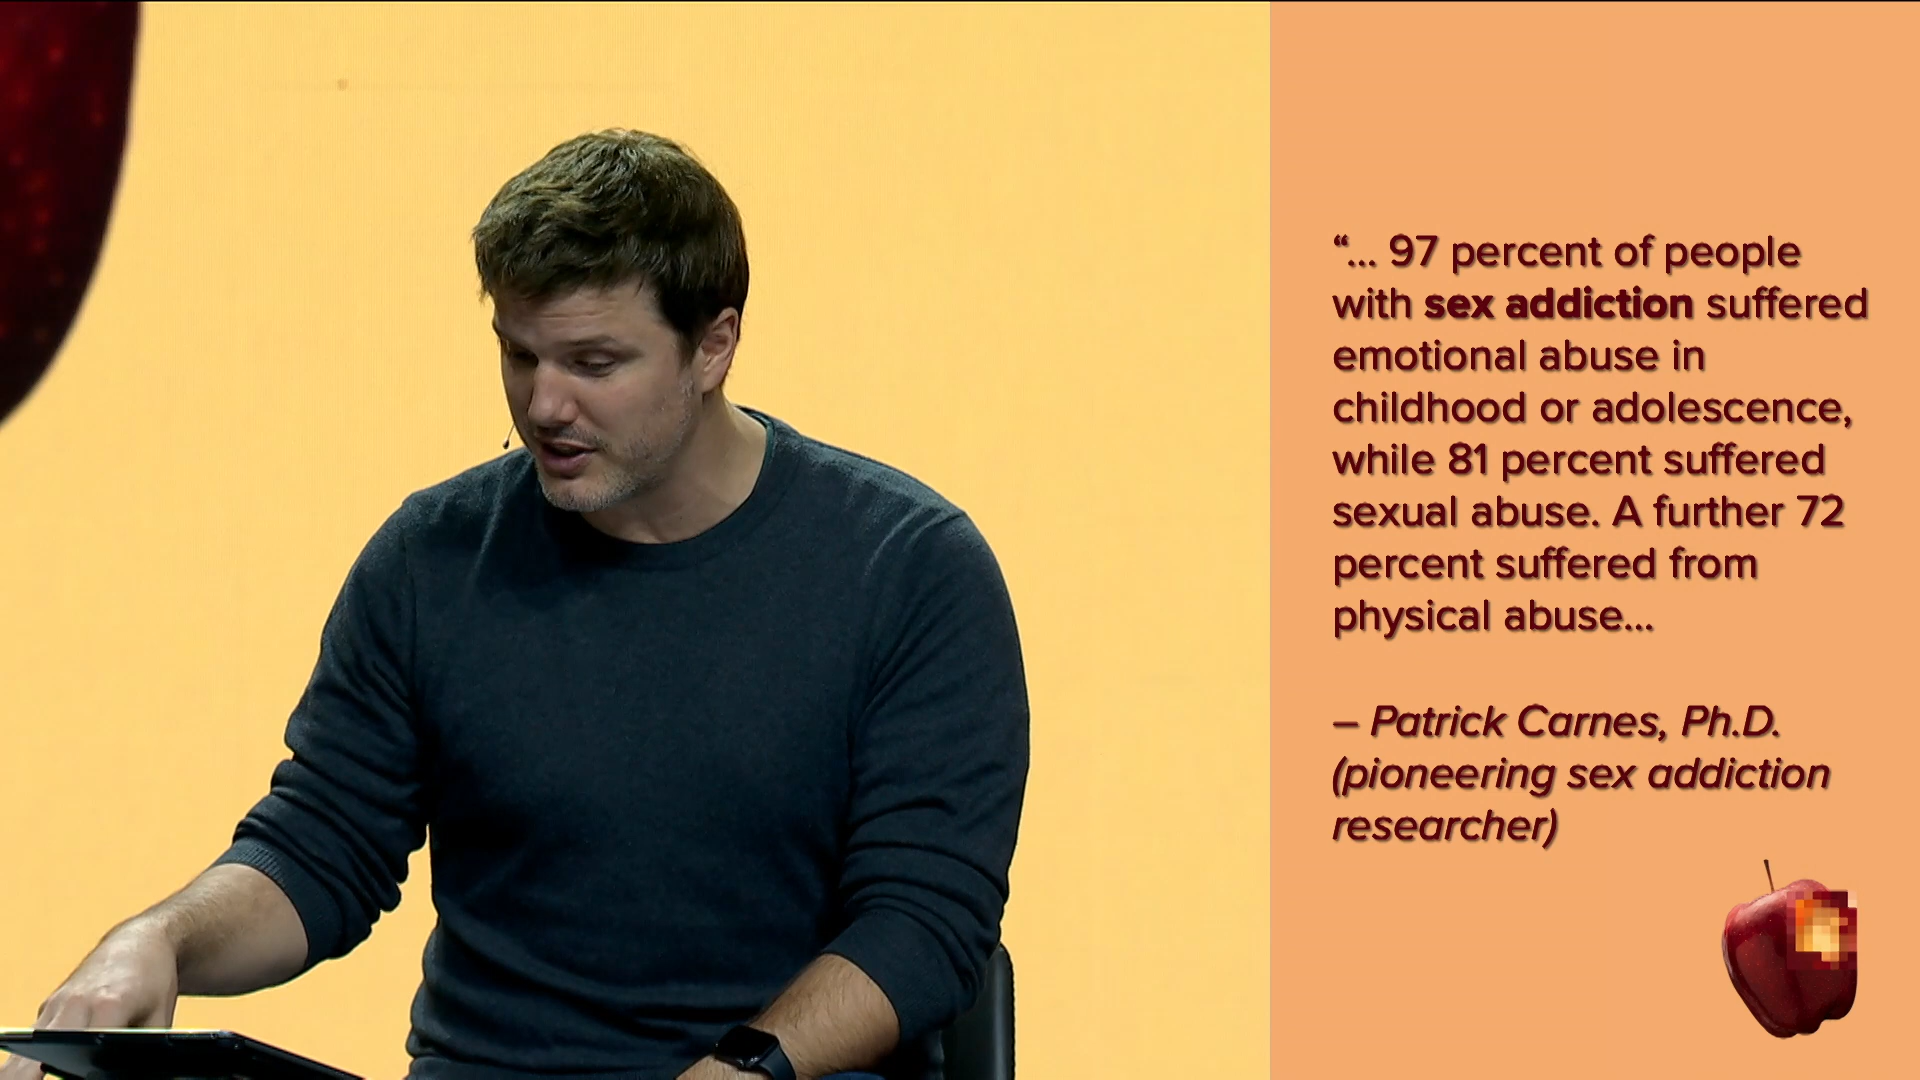 “... 97 percent of people
with sex addiction suffered
emotional abuse in
childhood or adolescence,
while 81 percent suffered
sexual abuse. A further 72
percent suffered from
physical abuse...
– Patrick Carnes, Ph.D.
(pioneering sex addiction
researcher)